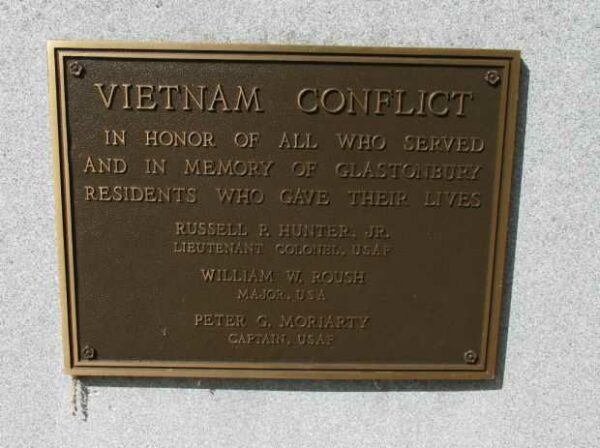 VIETNAM CONFLICT
IN HONOR OF ALL WHO SERVED
AND IN MEMORY OF GLASTONBURY
RESIDENTS WHO GAVE THEIR LIVES
RUSSELL P. HUNTER, JR.
LIEUTENANT COLONEL, USAF
WILLIAM W. ROUSH
MAJOR, USA
PETER G. MORIARTY
CAPTAIN, USAF